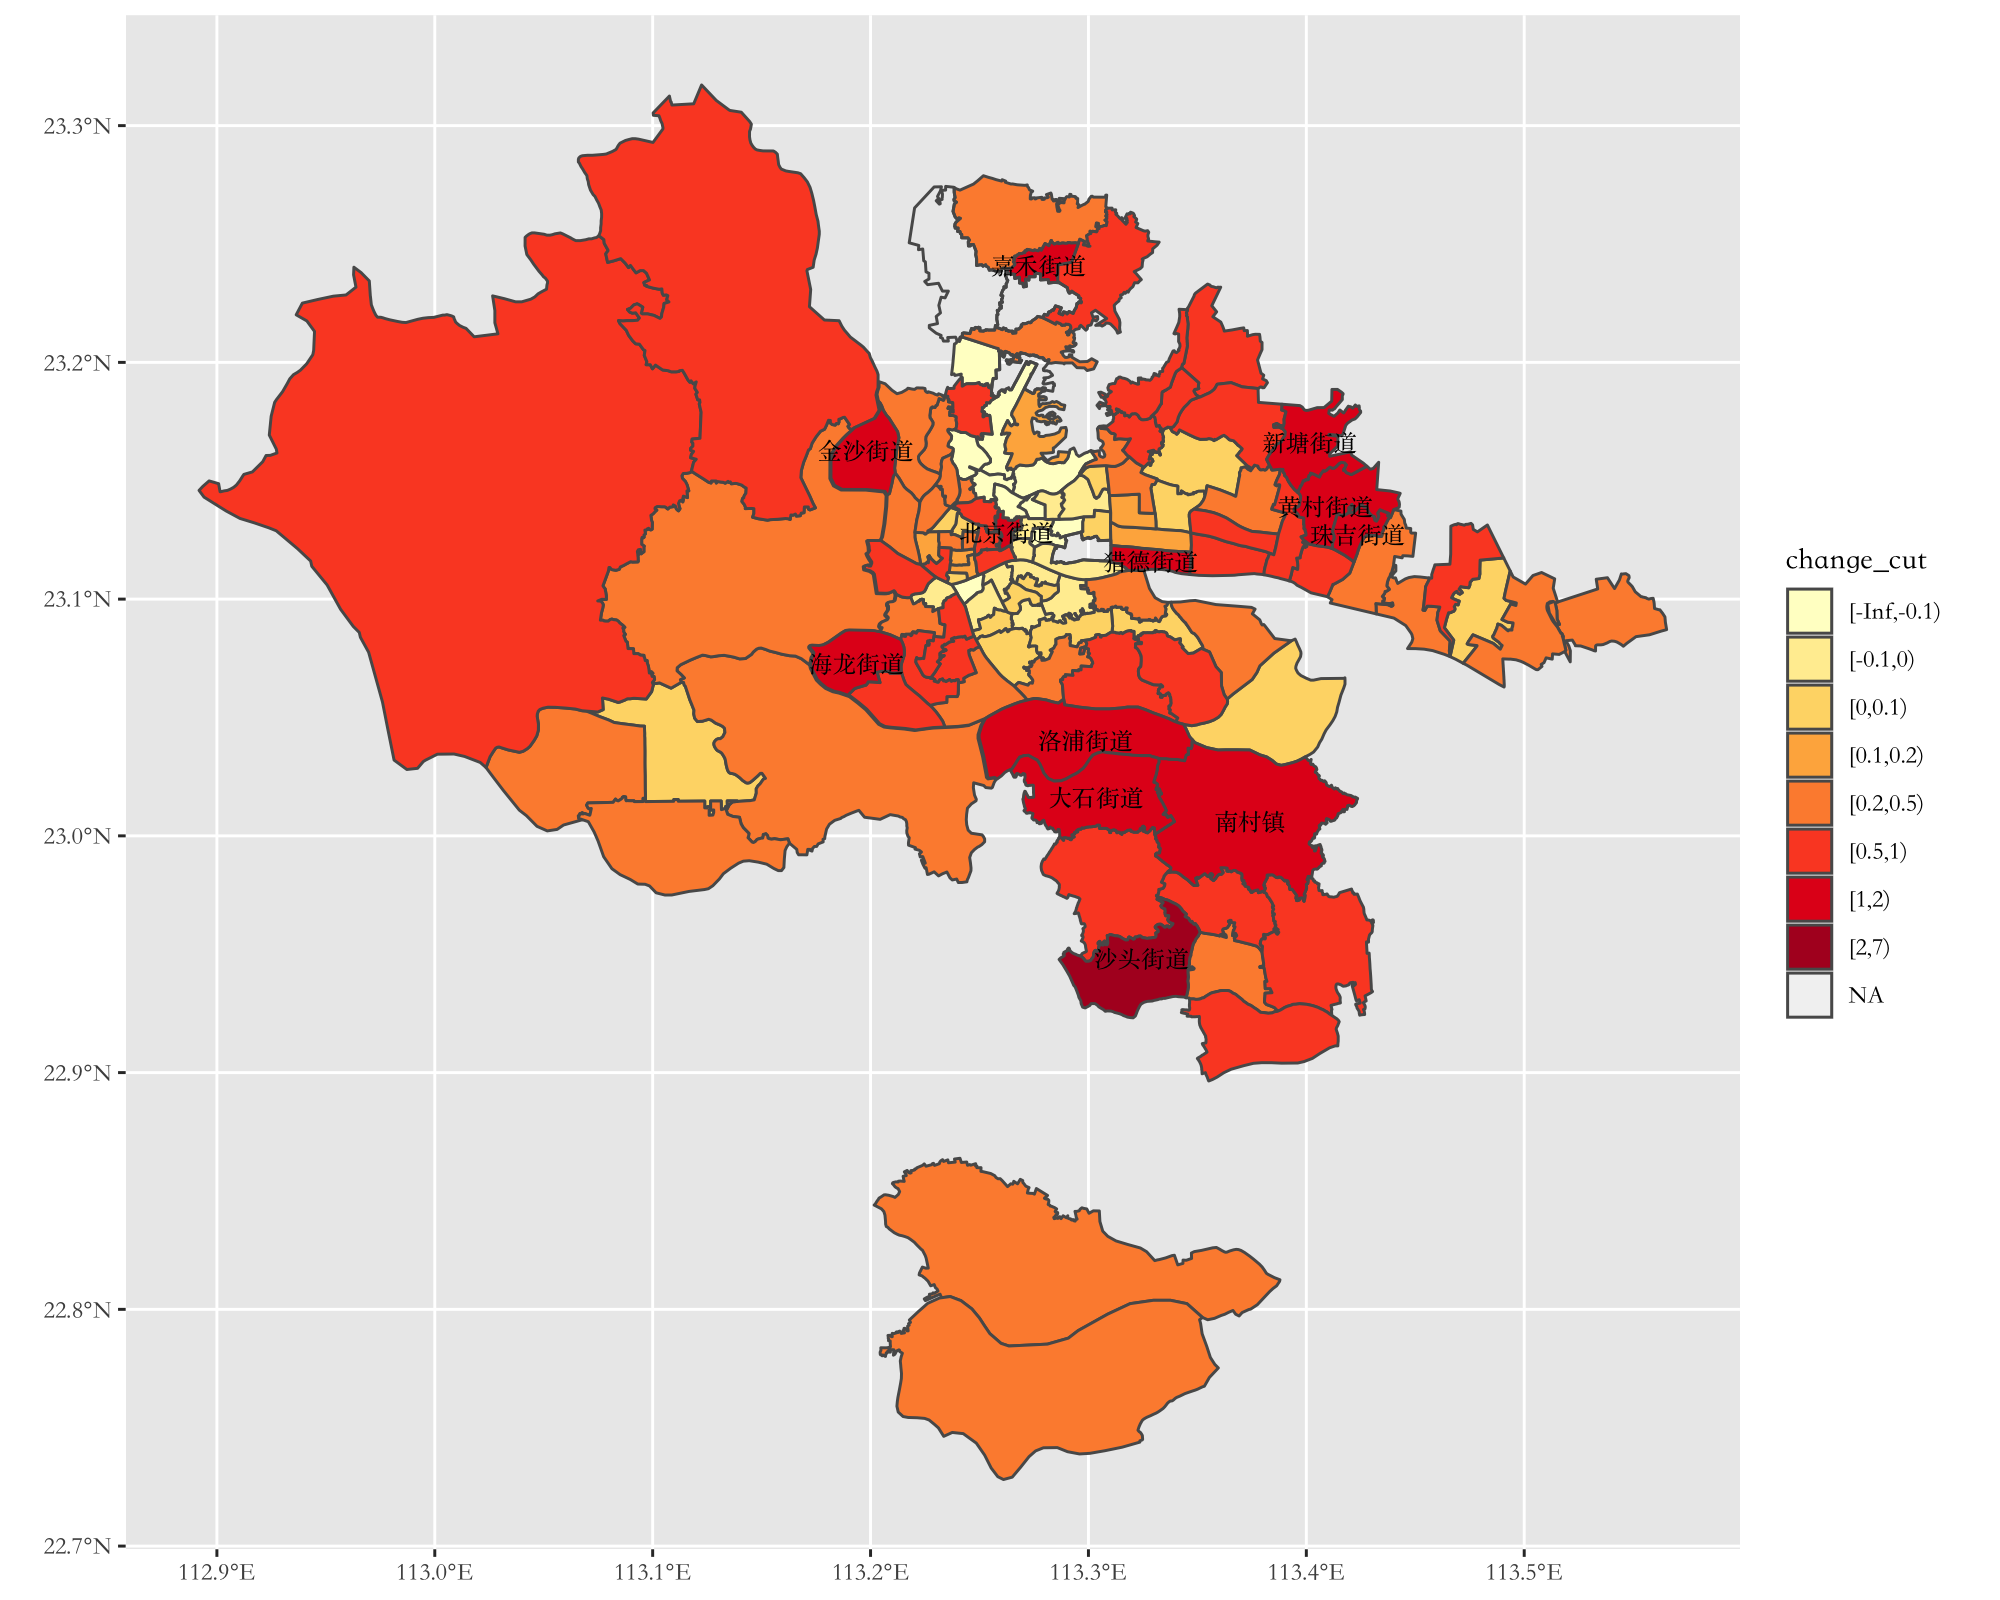 23.3°N
23.2°N
23.1°N
23.0°N
22.9°N
22.8°N
22.7°N
嘉禾街道
金沙街道
新塘街道
黄村街道
北京街道
珠吉街道
猎德街道
海龙街道
洛浦街道
大石街道
南村镇
沙头街道
112.9°E
113.0°E
113.1°E
113.2°E
113.3°E
113.4°E
113.5°E
change_cut
[-Inf,-0.1)
[-0.1,0)
[0,0.1)
[0.1,0.2)
[0.2,0.5)
[0.5,1)
[1,2)
[2,7)
NA